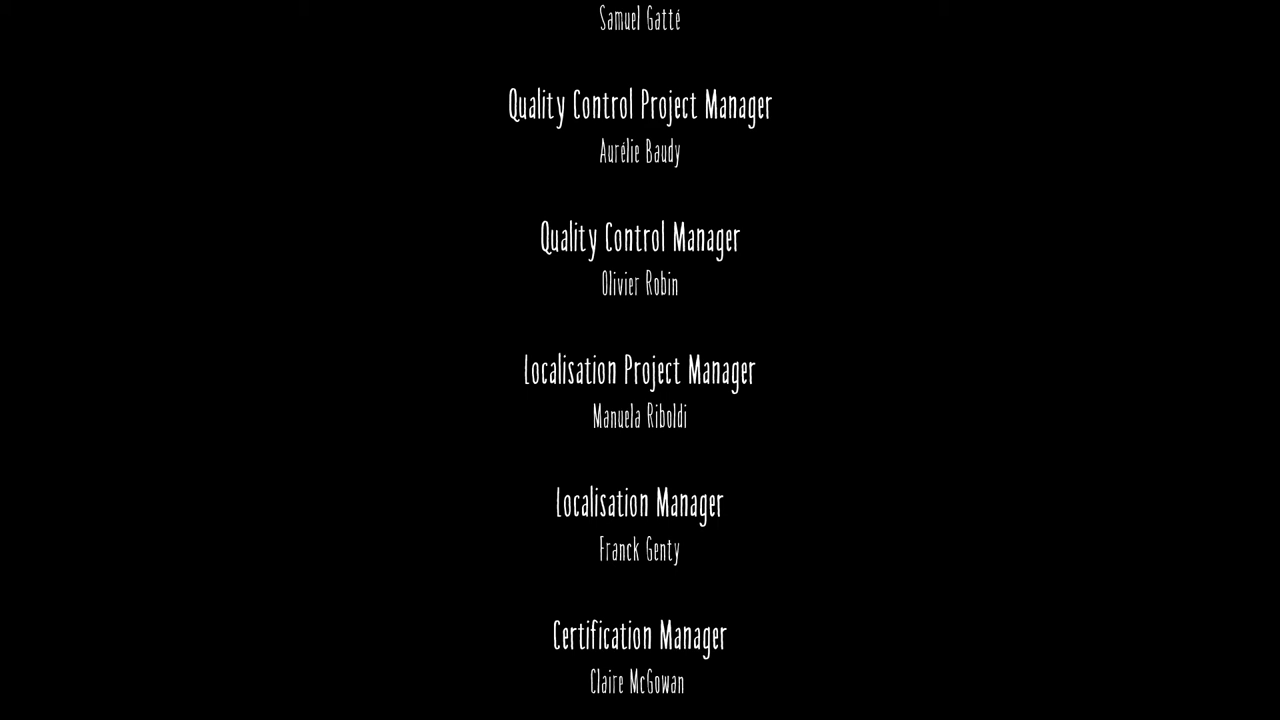 Samuel Gatté
Quality Control Project Manager
Aurélie Baudy
Quality Control Manager
Olivier Robin
Localisation Project Manager
Manuela Riboldi
Localisation Manager
Franck Genty
Certification Manager
Claire McGowan